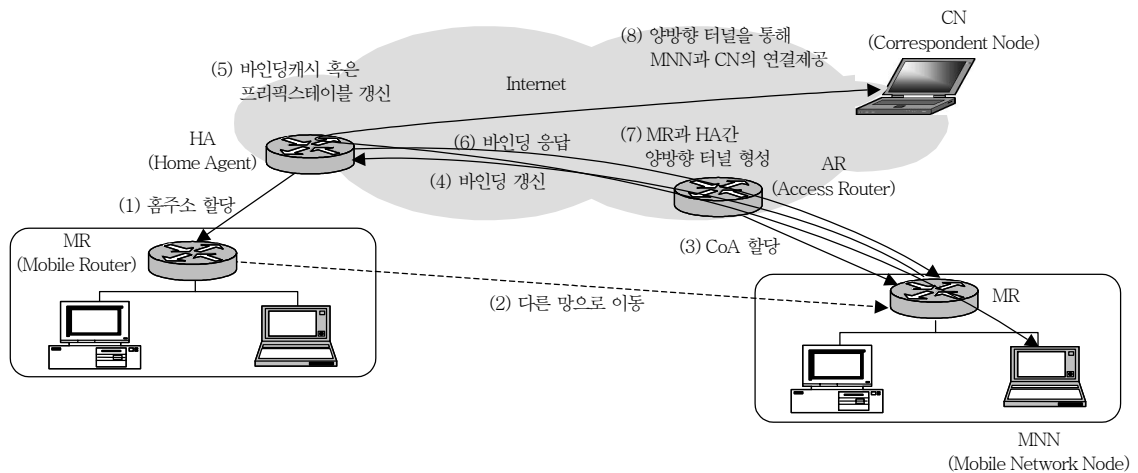 CN
(Correspondent Node)
(8) 양방향 터널을 통해
MNN과 CN의 연결제공
(5) 바인딩캐시 혹은
프리픽스테이블 갱신
Internet
HA
(Home Agent)
(6) 바인딩 응답
(7) MR과 HA간
양방향 터널 형성
(4) 바인딩 갱신
AR
(Access Router)
(1) 홈주소 할당
MR
(Mobile Router)
(3) CoA 할당
(2) 다른 망으로 이동
MR
MNN
(Mobile Network Node)